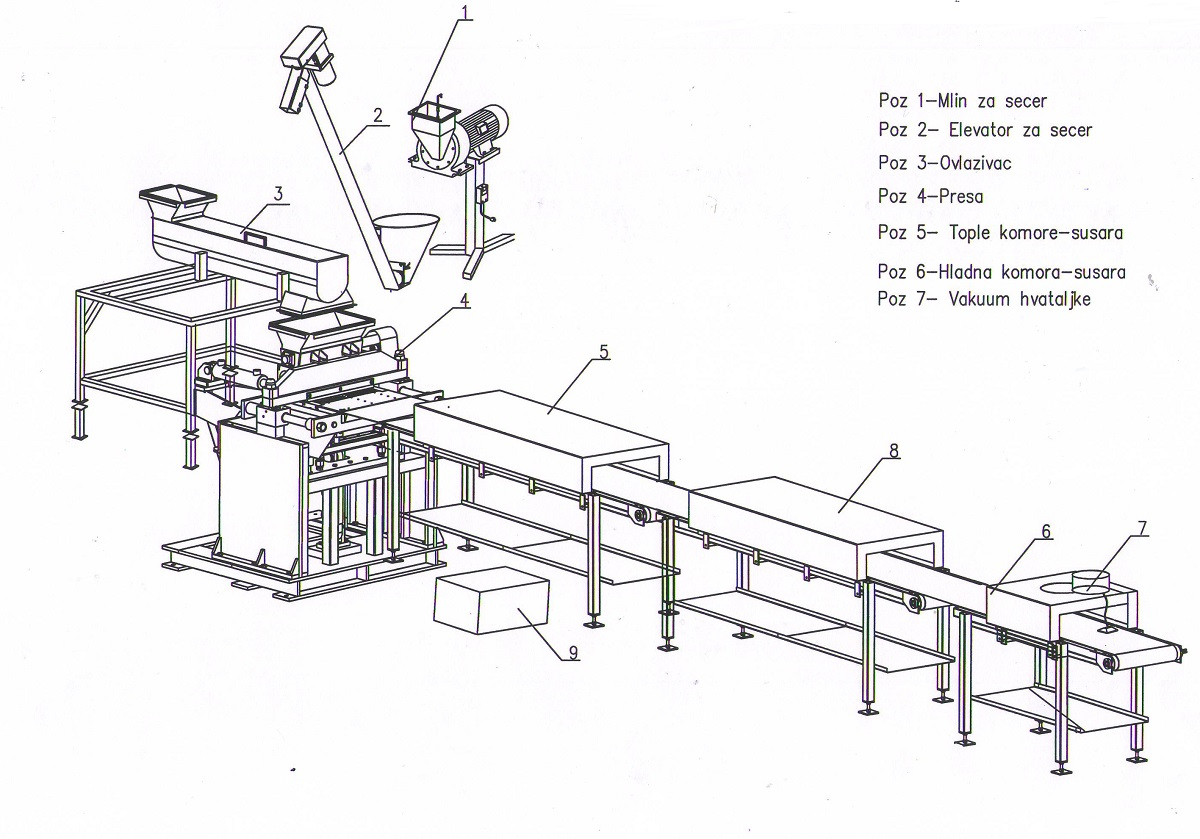 1
2
3
4
5
8
6
7
9
Poz 1-Mlin za secer
Poz 2- Elevator za secer
Poz 3-Ovlazivac
Poz 4-Presa
Poz 5- Tople komore-susara
Poz 6-Hladna komora-susara
Poz 7- Vakuum hvataljke